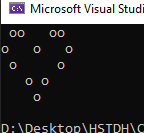 Microsoft Visual Studi
 oo   oo
o    o    o
 o       o
   o o
    o
D:\Desktop\HSTDH\C